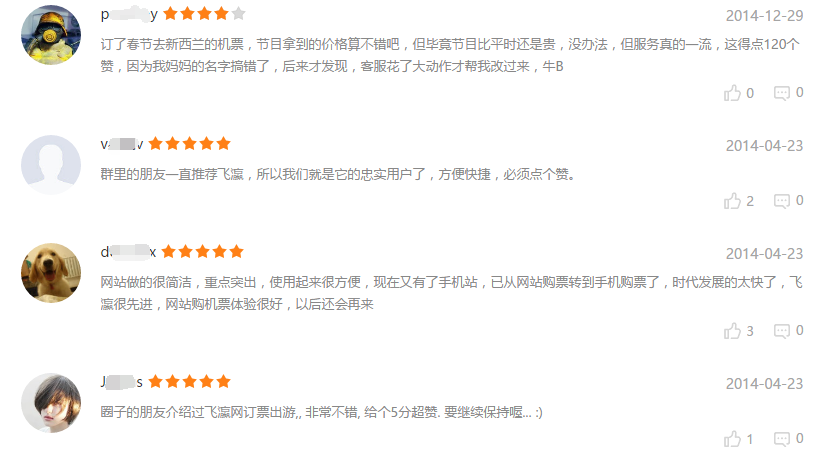 p y
2014-12-29
订了春节去新西兰的机票，节目拿到的价格算不错吧，但毕竟节目比平时还是贵，没办法，但服务真的一流，这得点120个
赞，因为我妈妈的名字搞错了，后来才发现，客服花了大动作才帮我改过来，牛B
0 0
v v
2014-04-23
群里的朋友一直推荐飞瀛，所以我们就是它的忠实用户了，方便快捷，必须点个赞。
2 0
d x
2014-04-23
网站做的很简洁，重点突出，使用起来很方便，现在又有了手机站，已从网站购票转到手机购票了，时代发展的太快了，飞
瀛很先进，网站购机票体验很好，以后还会再来
3 0
J s
2014-04-23
圈子的朋友介绍过飞瀛网订票出游,, 非常不错, 给个5分超赞. 要继续保持喔... :)
1 0